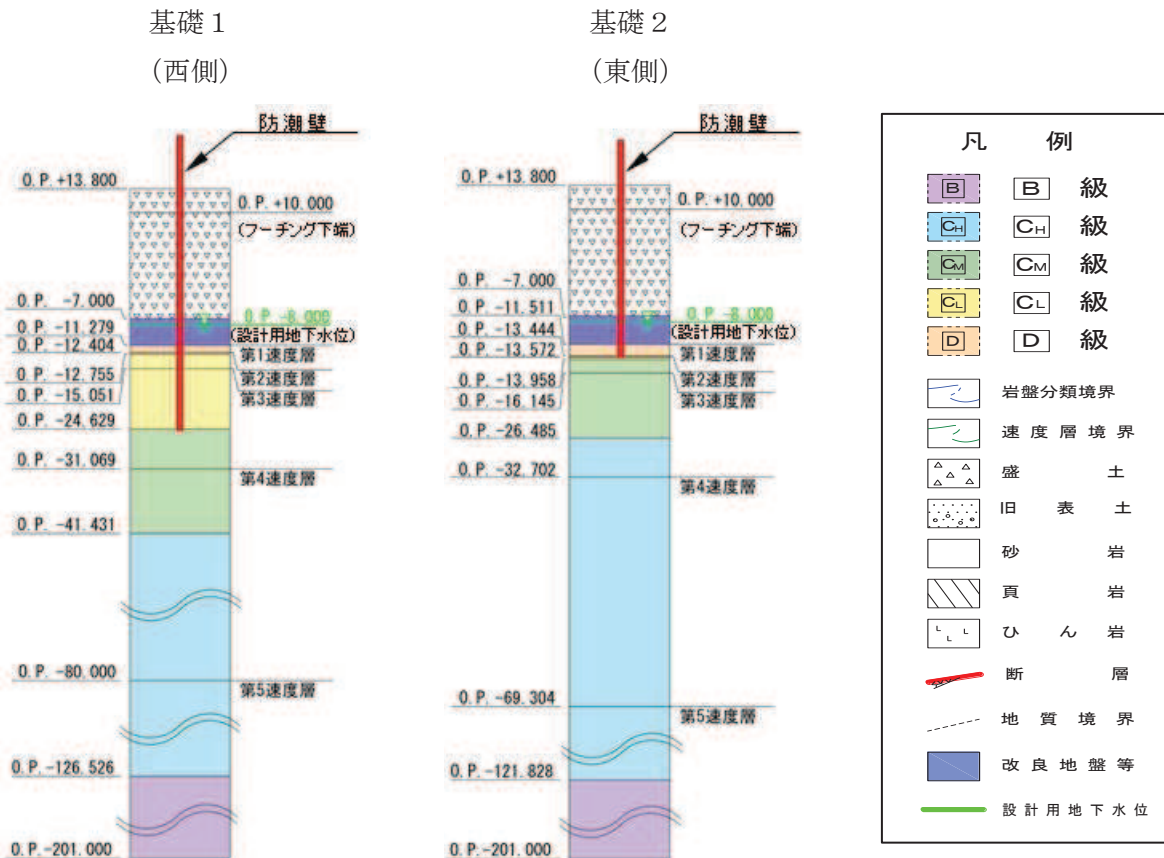 基礎１
（西側）
防潮壁
O.P.+13.800
O.P.+10.000
(フーチング下端)
O.P. -7.000
O.P. -8.000
(設計用地下水位)
O.P. -11.279
O.P. -12.404
第1速度層
O.P. -12.755
第2速度層
O.P. -15.051
第3速度層
O.P. -24.629
O.P. -31.069
第4速度層
O.P. -41.431
O.P. -80.000
第5速度層
O.P.-126.526
O.P.-201.000
基礎２
（東側）
防潮壁
O.P.+13.800
O.P.+10.000
(フーチング下端)
O.P. -7.000
O.P. -8.000
O.P. -11.511
(設計用地下水位)
O.P. -13.444
O.P. -13.572
第1速度層
O.P. -13.958
第2速度層
O.P. -16.145
第3速度層
O.P. -26.485
O.P. -32.702
第4速度層
O.P. -69.304
第5速度層
O.P.-121.828
O.P.-201.000
凡例
B B 級
CH CH 級
CM CM 級
CL CL 級
D D 級
岩盤分類境界
速度層境界
盛土
旧表土
砂岩
頁岩
ひん岩
断層
地質境界
改良地盤等
設計用地下水位